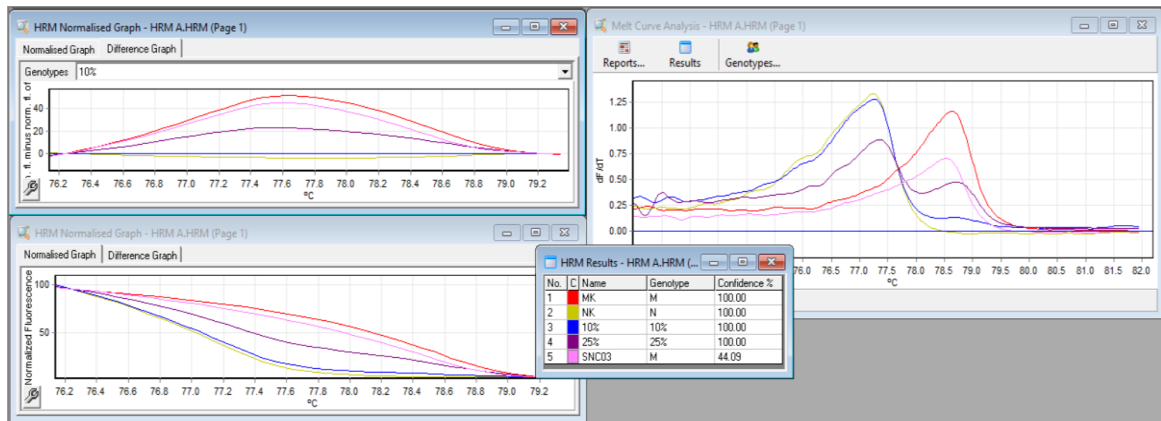 HRM Normalised Graph - HRM A.HRM (Page 1)
Normalised Graph Difference Graph
Genotypes 10%
fl. minus norm. fl. of
40
20
0
76.2 76.4 76.6 76.8 77.0 77.2 77.4 77.6 77.8 78.0 78.2 78.4 78.6 78.8 79.0 79.2
ºC
HRM Normalised Graph - HRM A.HRM (Page 1)
Normalised Graph Difference Graph
Normalized Fluorescence
100
50
76.2 76.4 76.6 76.8 77.0 77.2 77.4 77.6 77.8 78.0 78.2 78.4 78.6 78.8 79.0 79.2
ºC
Melt Curve Analysis - HRM A.HRM (Page 1)
Reports... Results Genotypes...
dF/dT
1.25
1.00
0.75
0.50
0.25
0.00
76.0 76.5 77.0 77.5 78.0 78.5 79.0 79.5 80.0 80.5 81.0 81.5 82.0
ºC
HRM Results - HRM A.HRM (...
No. C Name Genotype Confidence %
1 MK M 100.00
2 NK N 100.00
3 10% 10% 100.00
4 25% 25% 100.00
5 SNC03 M 44.09